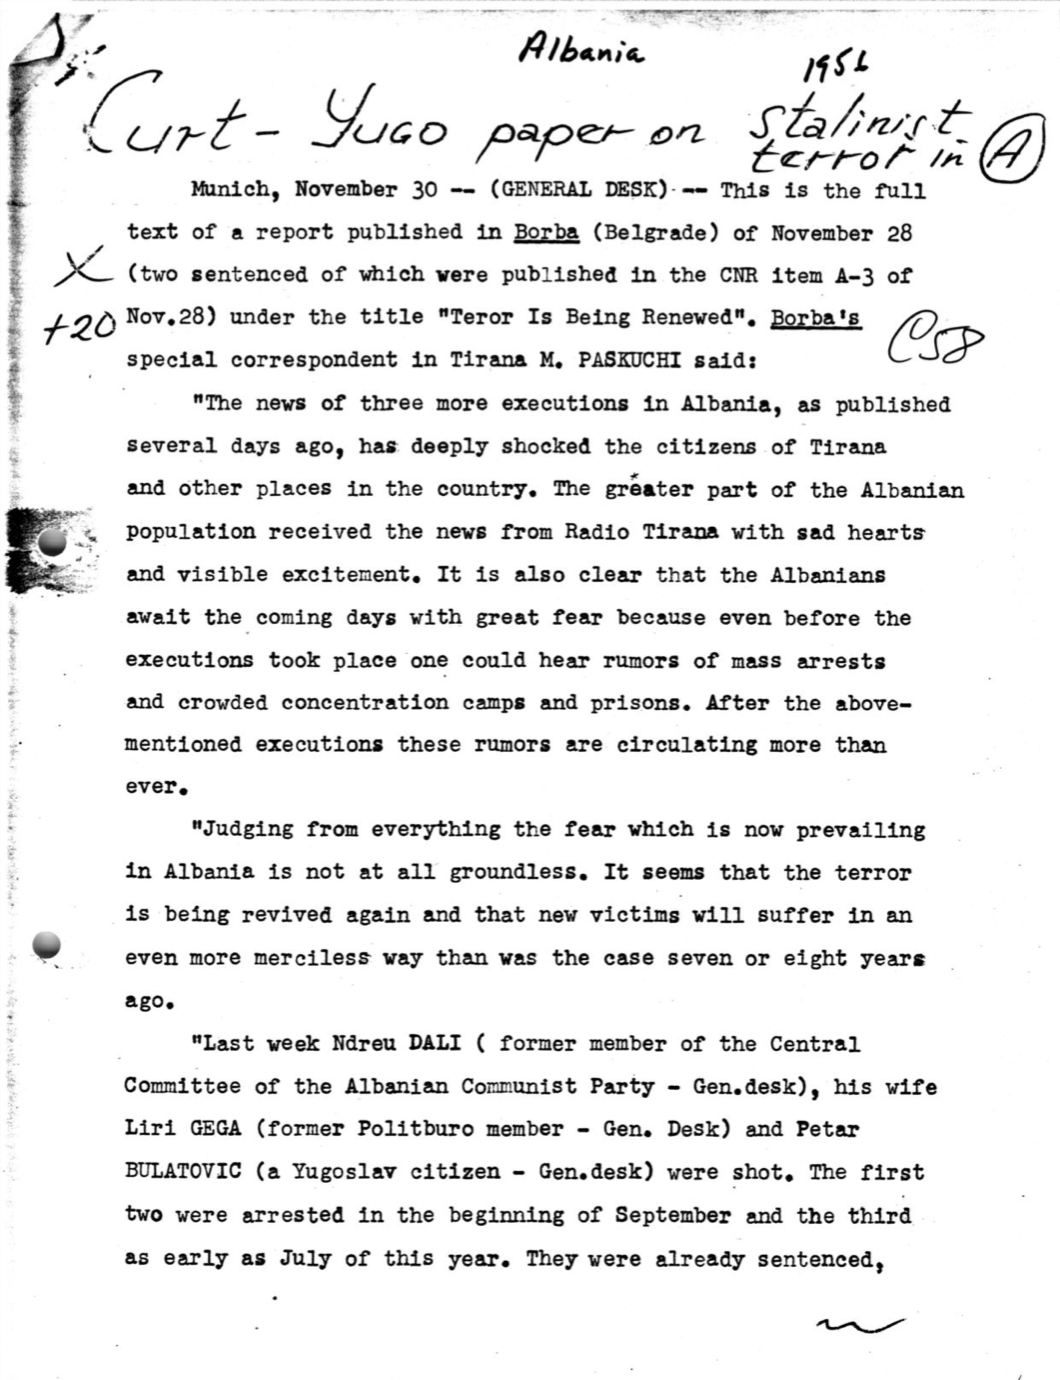 Albania
1956
Curt - Yugo paper on Stalinist
terror in A
Munich, November 30 -- (GENERAL DESK) -- This is the full
text of a report published in Borba (Belgrade) of November 28
X (two sentenced of which were published in the CNR item A-3 of
+20 Nov.28) under the title "Teror Is Being Renewed". Borba's
C58
special correspondent in Tirana M. PASKUCHI said:
"The news of three more executions in Albania, as published
several days ago, has deeply shocked the citizens of Tirana
and other places in the country. The greater part of the Albanian
population received the news from Radio Tirana with sad hearts
and visible excitement. It is also clear that the Albanians
await the coming days with great fear because even before the
executions took place one could hear rumors of mass arrests
and crowded concentration camps and prisons. After the above-
mentioned executions these rumors are circulating more than
ever.
"Judging from everything the fear which is now prevailing
in Albania is not at all groundless. It seems that the terror
is being revived again and that new victims will suffer in an
even more merciless way than was the case seven or eight years
ago.
"Last week Ndreu DALI ( former member of the Central
Committee of the Albanian Communist Party - Gen.desk), his wife
Liri GEGA (former Politburo member - Gen. Desk) and Petar
BULATOVIC (a Yugoslav citizen - Gen.desk) were shot. The first
two were arrested in the beginning of September and the third
as early as July of this year. They were already sentenced,